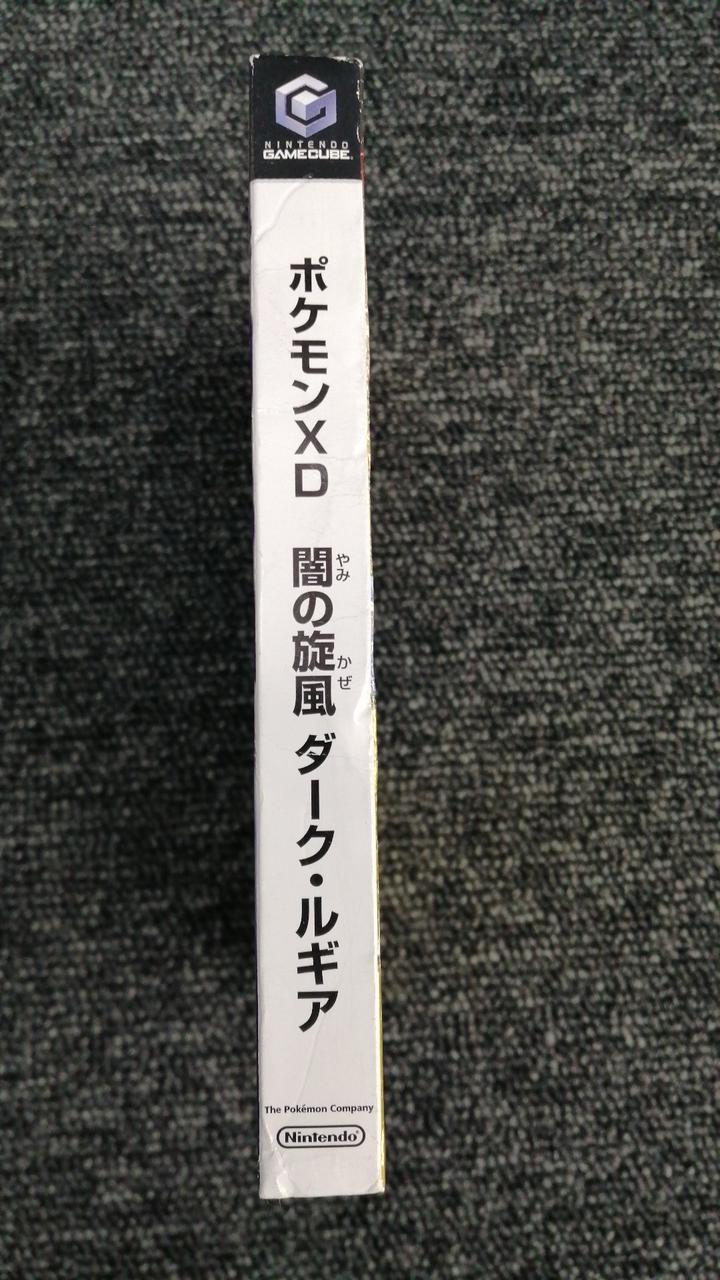 NINTENDO
GAMECUBE
ポケモンXD 闇の旋風 ダーク・ルギア
やみ
かぜ
The Pokémon Company
Nintendo